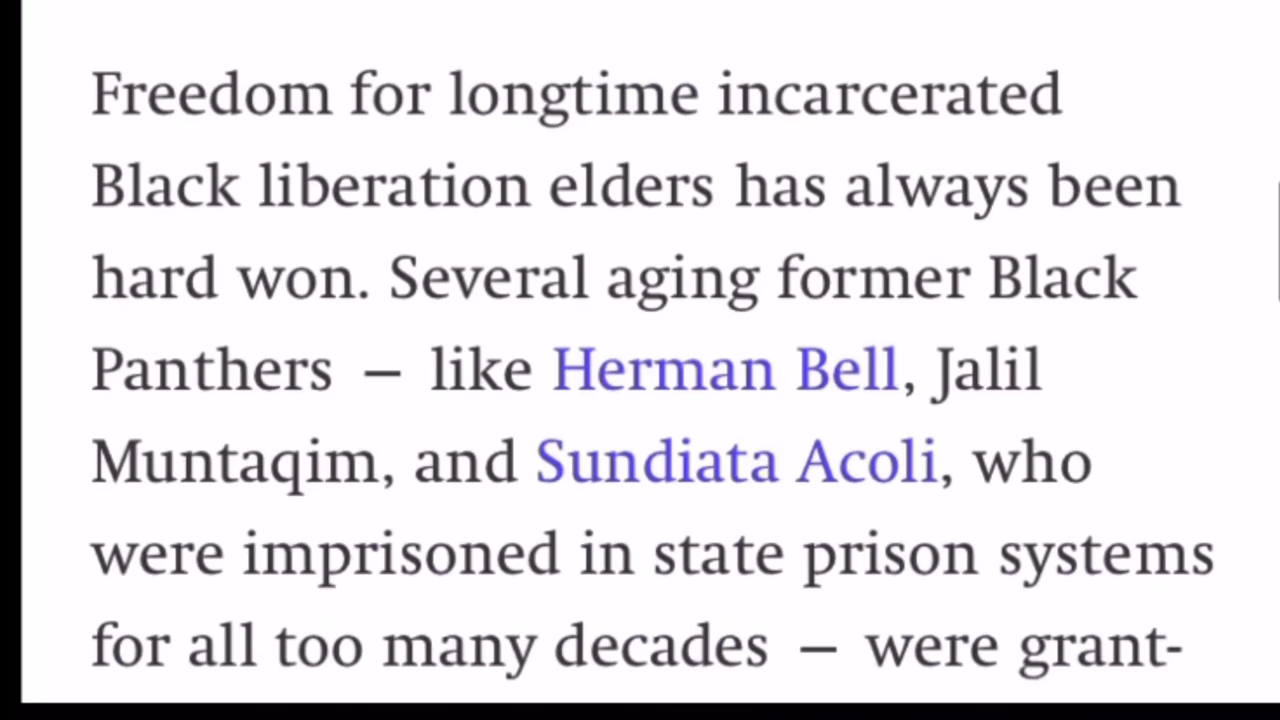 Freedom for longtime incarcerated
Black liberation elders has always been
hard won. Several aging former Black
Panthers – like Herman Bell, Jalil
Muntaqim, and Sundiata Acoli, who
were imprisoned in state prison systems
for all too many decades – were grant-